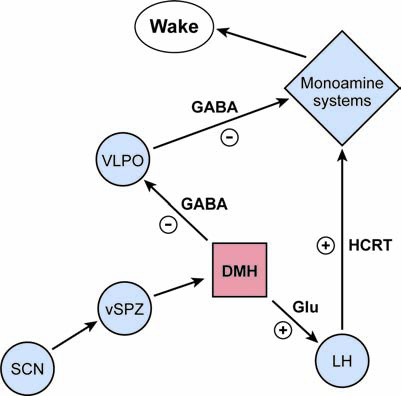 Wake
Monoamine
systems
GABA
−
VLPO
GABA
−
+
HCRT
DMH
vSPZ
Glu
+
LH
SCN